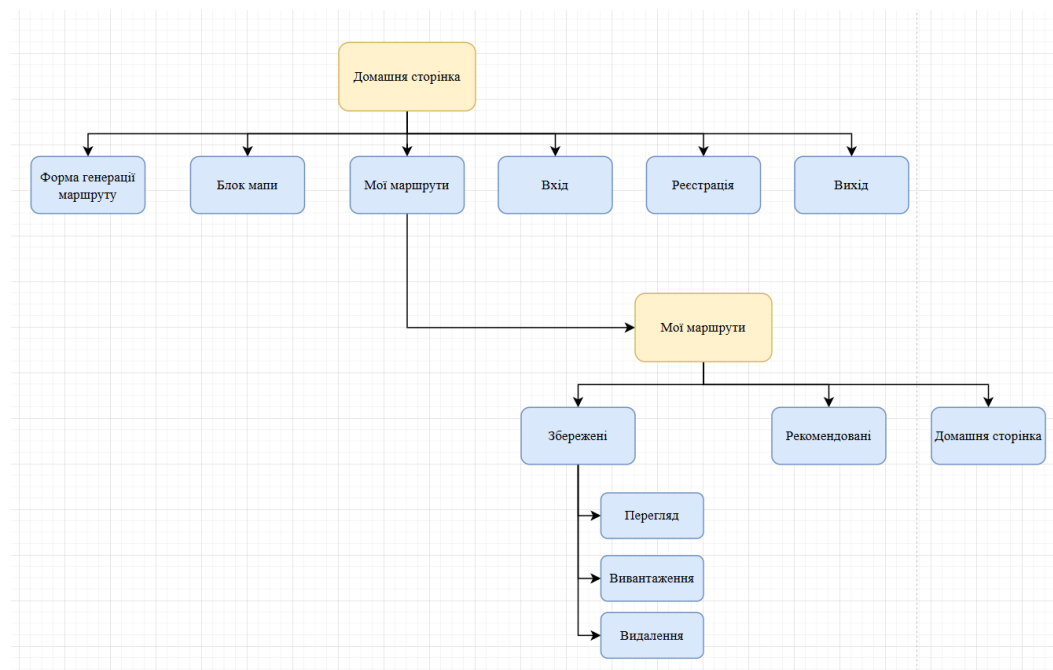 Домашня сторінка
Форма генерації
маршруту
Блок мапи
Мої маршрути
Вхід
Реєстрація
Вихід
Мої маршрути
Збережені
Рекомендовані
Домашня сторінка
Перегляд
Вивантаження
Видалення